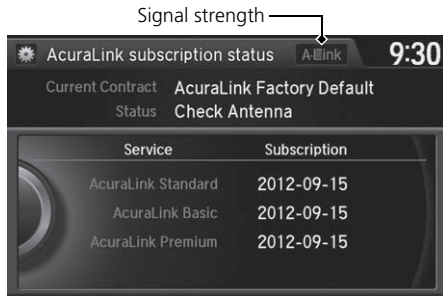 Signal strength
AcuraLink subscription status A-Link 9:30
Current Contract AcuraLink Factory Default
Status Check Antenna
Service Subscription
AcuraLink Standard 2012-09-15
AcuraLink Basic 2012-09-15
AcuraLink Premium 2012-09-15